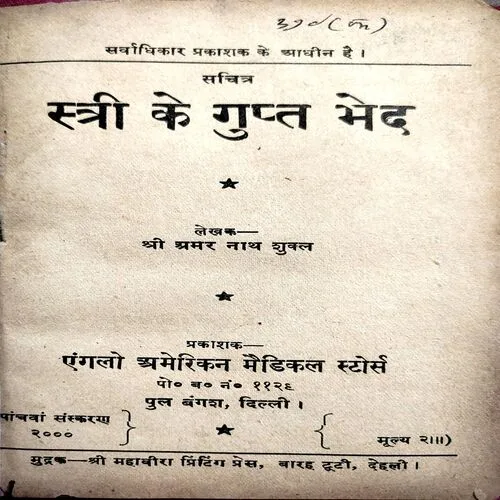 ३७० (क)
सर्वाधिकार प्रकाशक के आधीन है।
सचित्र
स्त्री के गुप्त भेद
लेखक—
श्री अमर नाथ शुक्ल
प्रकाशक—
एंगलो अमेरिकन मैडिकल स्टोर्स
पो० ब० नं० ११२६
पुल बंगश, दिल्ली।
पांचवां संस्करण
२०००
मूल्य २॥)
मुद्रक—श्री महावीरा प्रिंटिंग प्रेस, बारह टूटी, देहली।